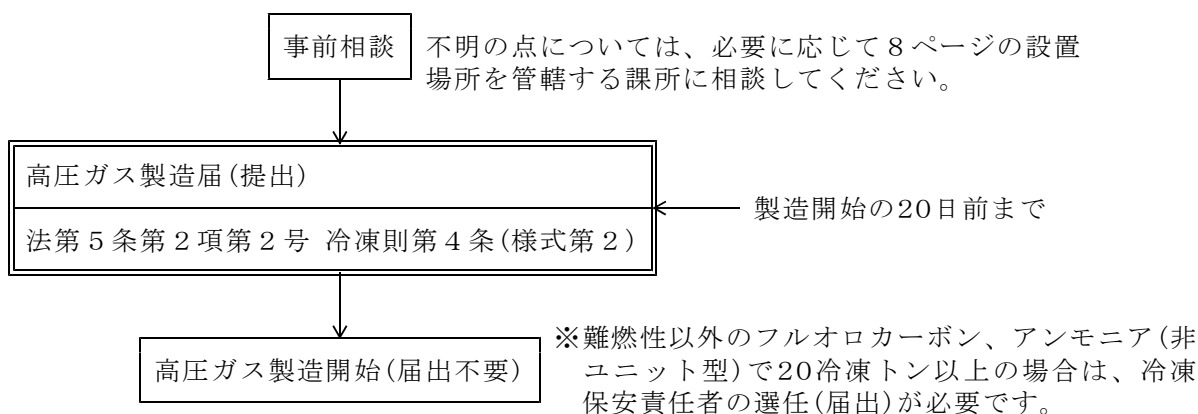 事前相談
不明の点については、必要に応じて８ページの設置
場所を管轄する課所に相談してください。
高圧ガス製造届(提出)
製造開始の20日前まで
法第５条第２項第２号 冷凍則第４条(様式第２)
※難燃性以外のフルオロカーボン、アンモニア(非
ユニット型)で20冷凍トン以上の場合は、冷凍
保安責任者の選任(届出)が必要です。
高圧ガス製造開始(届出不要)